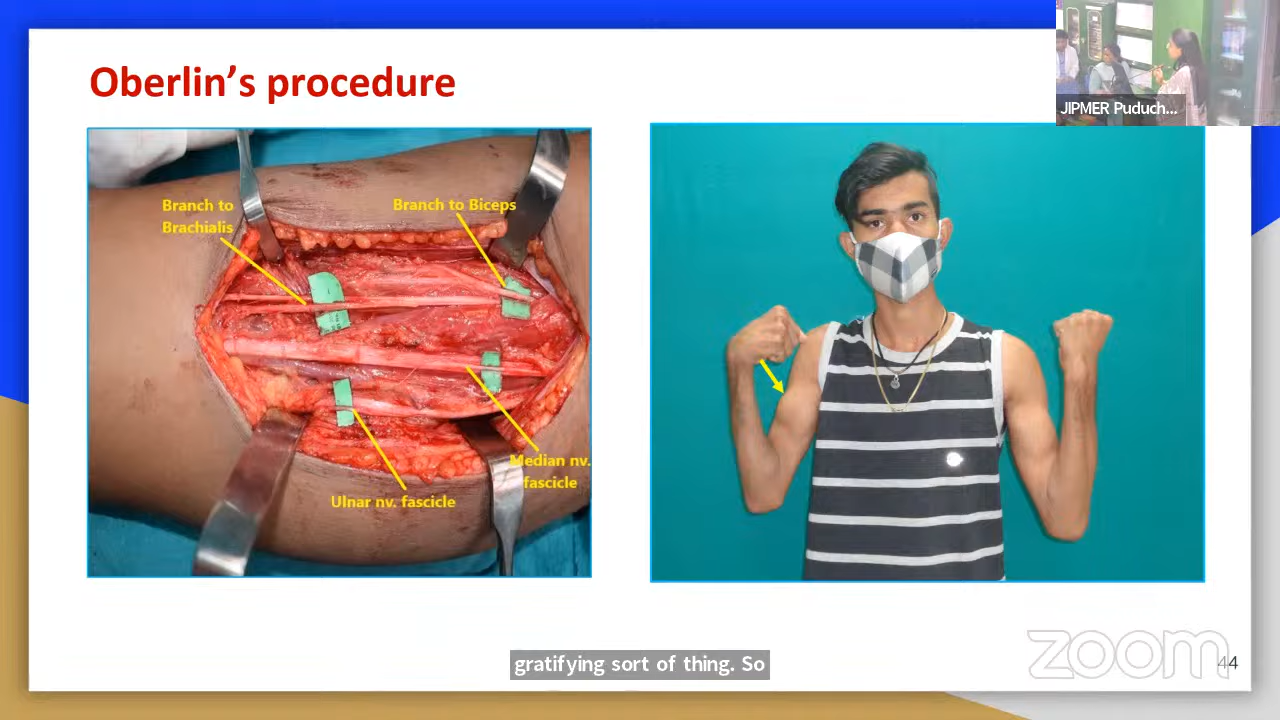 Oberlin’s procedure
JIPMER Puduch...
Branch to
Brachialis
Branch to Biceps
Median nv.
fascicle
Ulnar nv. fascicle
gratifying sort of thing. So
zoom
44